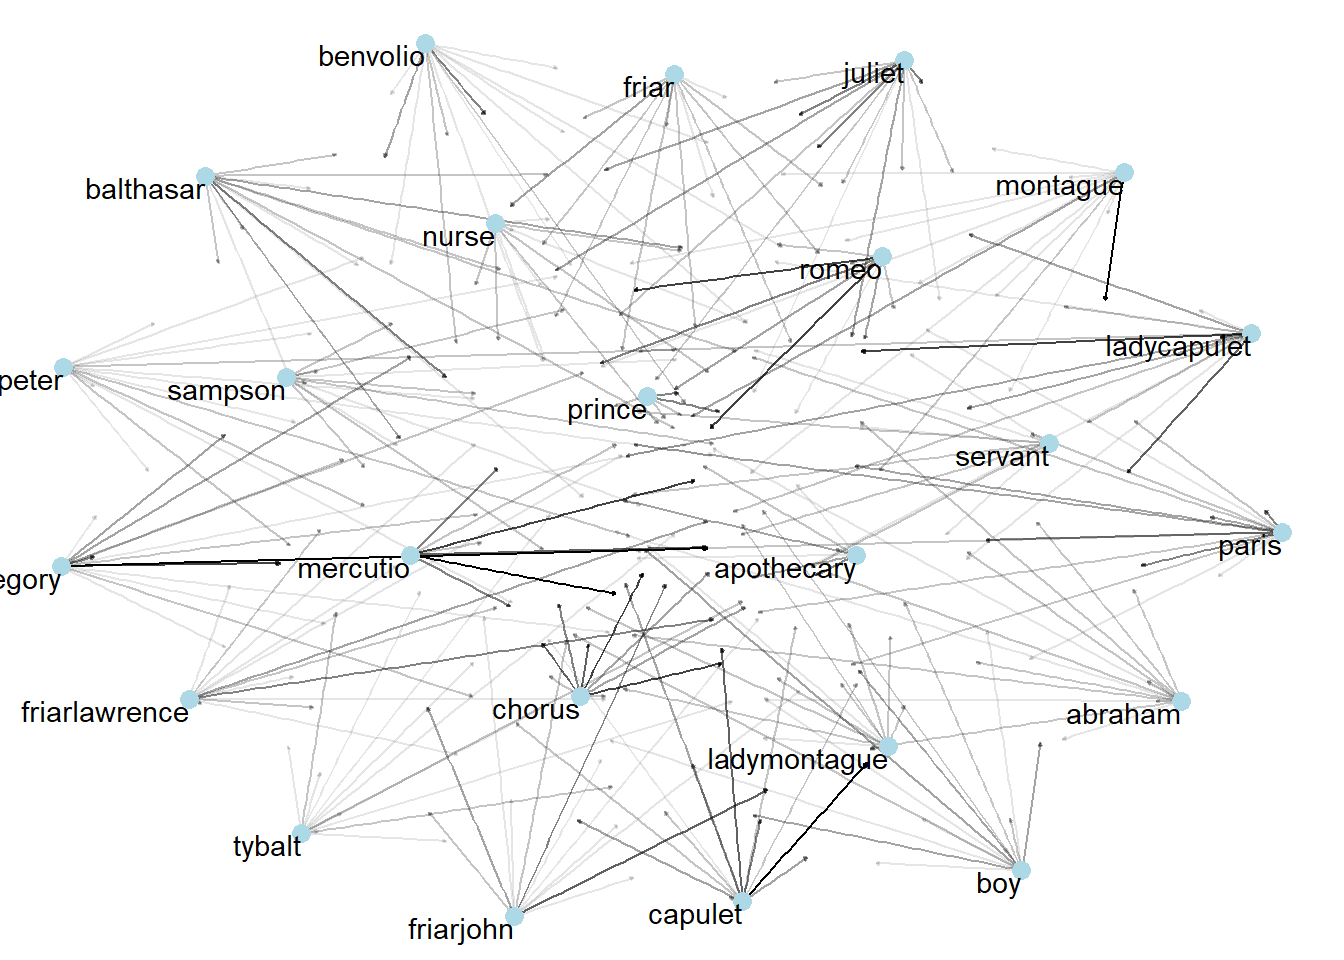 benvolio
friar
juliet
balthasar
montague
nurse
romeo
ladycapulet
peter
sampson
prince
servant
paris
egory
mercutio
apothecary
friarlawrence
chorus
abraham
ladymontague
tybalt
boy
capulet
friarjohn